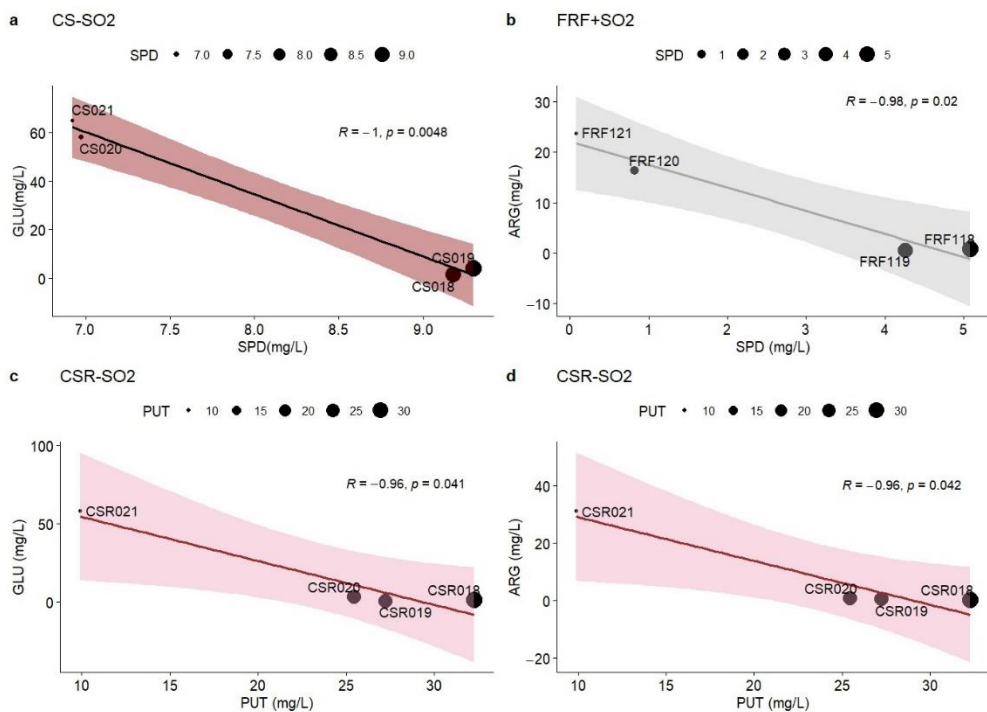 a CS-SO2
SPD 7.0 7.5 8.0 8.5 9.0
GLU(mg/L)
60
40
20
0
CS021
CS020
R = −1, p = 0.0048
CS019
CS018
7.0 7.5 8.0 8.5 9.0
SPD(mg/L)
b FRF+SO2
SPD 1 2 3 4 5
ARG(mg/L)
30
20
10
0
−10
R = −0.98, p = 0.02
FRF121
FRF120
FRF118
FRF119
0 1 2 3 4 5
SPD (mg/L)
c CSR-SO2
PUT 10 15 20 25 30
GLU (mg/L)
100
50
0
R = −0.96, p = 0.041
CSR021
CSR020
CSR018
CSR019
10 15 20 25 30
PUT (mg/L)
d CSR-SO2
PUT 10 15 20 25 30
ARG (mg/L)
40
20
0
−20
R = −0.96, p = 0.042
CSR021
CSR020
CSR018
CSR019
10 15 20 25 30
PUT (mg/L)